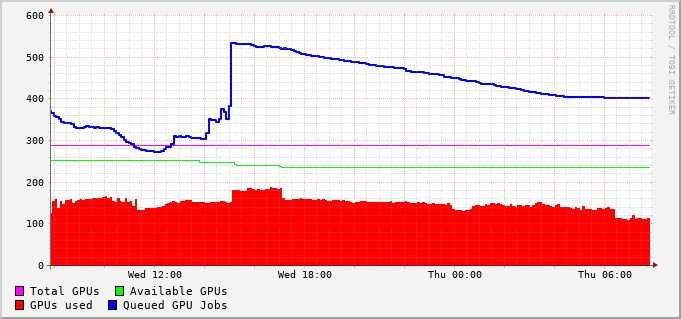 600
500
400
300
200
100
0
Wed 12:00 Wed 18:00 Thu 00:00 Thu 06:00
Total GPUs Available GPUs
GPUs used Queued GPU Jobs
RRDTOOL / TOBI OETIKER